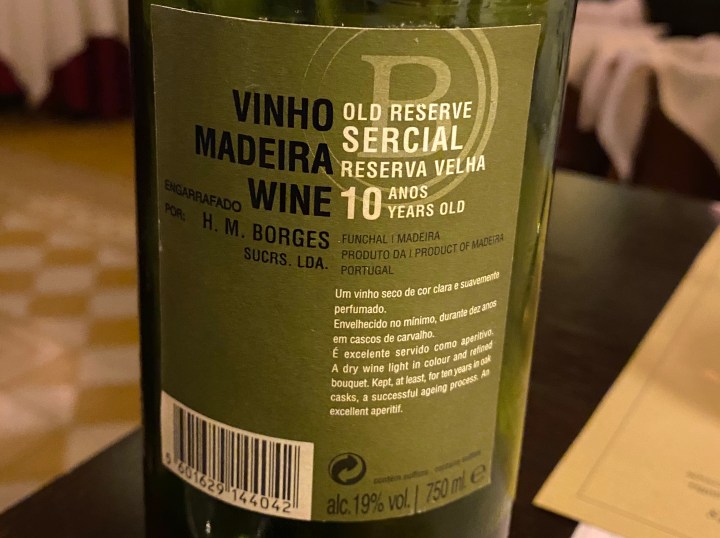 B
VINHO
MADEIRA
WINE
ENGARRAFADO
POR:
H. M. BORGES
SUCRS. LDA.
OLD RESERVE
SERCIAL
RESERVA VELHA
10 ANOS
YEARS OLD
FUNCHAL | MADEIRA
PRODUTO DA | PRODUCT OF MADEIRA
PORTUGAL
Um vinho seco de cor clara e suavemente
perfumado.
Envelhecido no mínimo, durante dez anos
em cascos de carvalho.
É excelente servido como aperitivo.
A dry wine light in colour and refined
bouquet. Kept, at least, for ten years in oak
casks, a successful ageing process. An
excellent aperitif.
5 601629 144042
contém sulfitos - contains sulfites
alc. 19% vol. | 750 ml. e